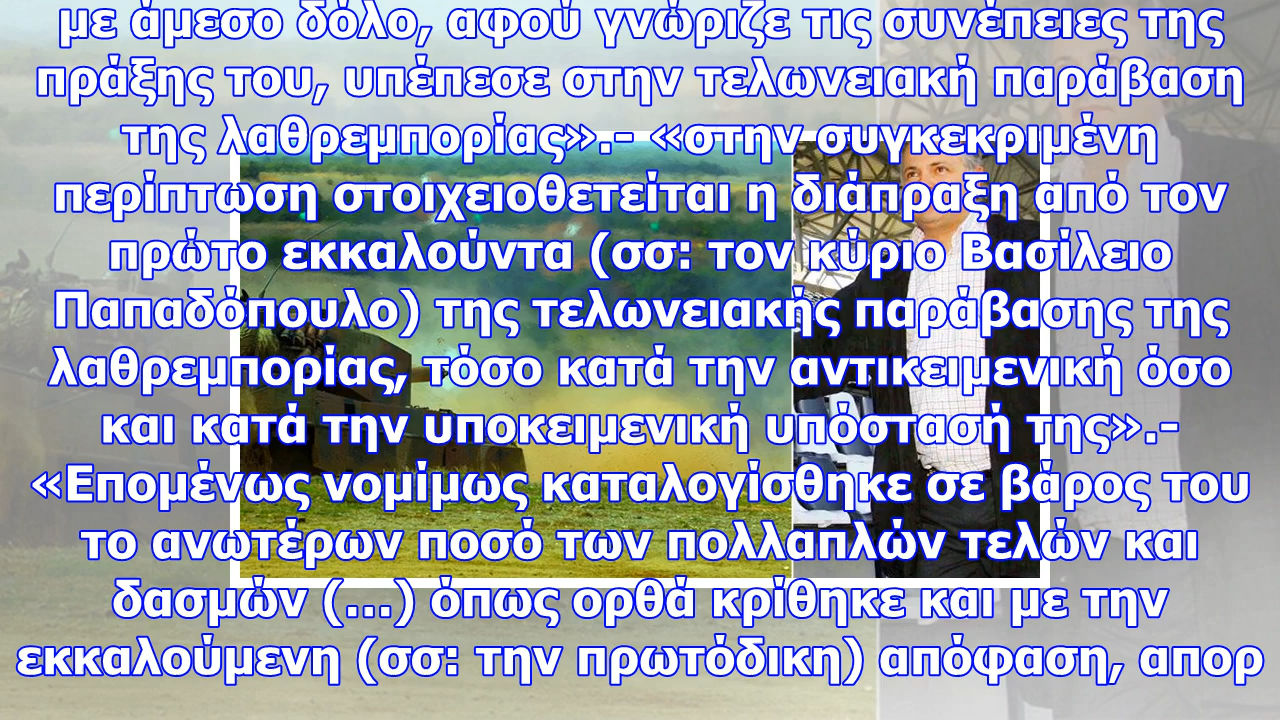 με άμεσο δόλο, αφού γνώριζε τις συνέπειες της
πράξης του, υπέπεσε στην τελωνειακή παράβαση
της λαθρεμπορίας».- «στην συγκεκριμένη
περίπτωση στοιχειοθετείται η διάπραξη από τον
πρώτο εκκαλούντα (σσ: τον κύριο Βασίλειο
Παπαδόπουλο) της τελωνειακής παράβασης της
λαθρεμπορίας, τόσο κατά την αντικειμενική όσο
και κατά την υποκειμενική υπόστασή της».-
«Επομένως νομίμως καταλογίσθηκε σε βάρος του
το ανωτέρων ποσό των πολλαπλών τελών και
δασμών (...) όπως ορθά κρίθηκε και με την
εκκαλούμενη (σσ: την πρωτόδικη) απόφαση, απορ